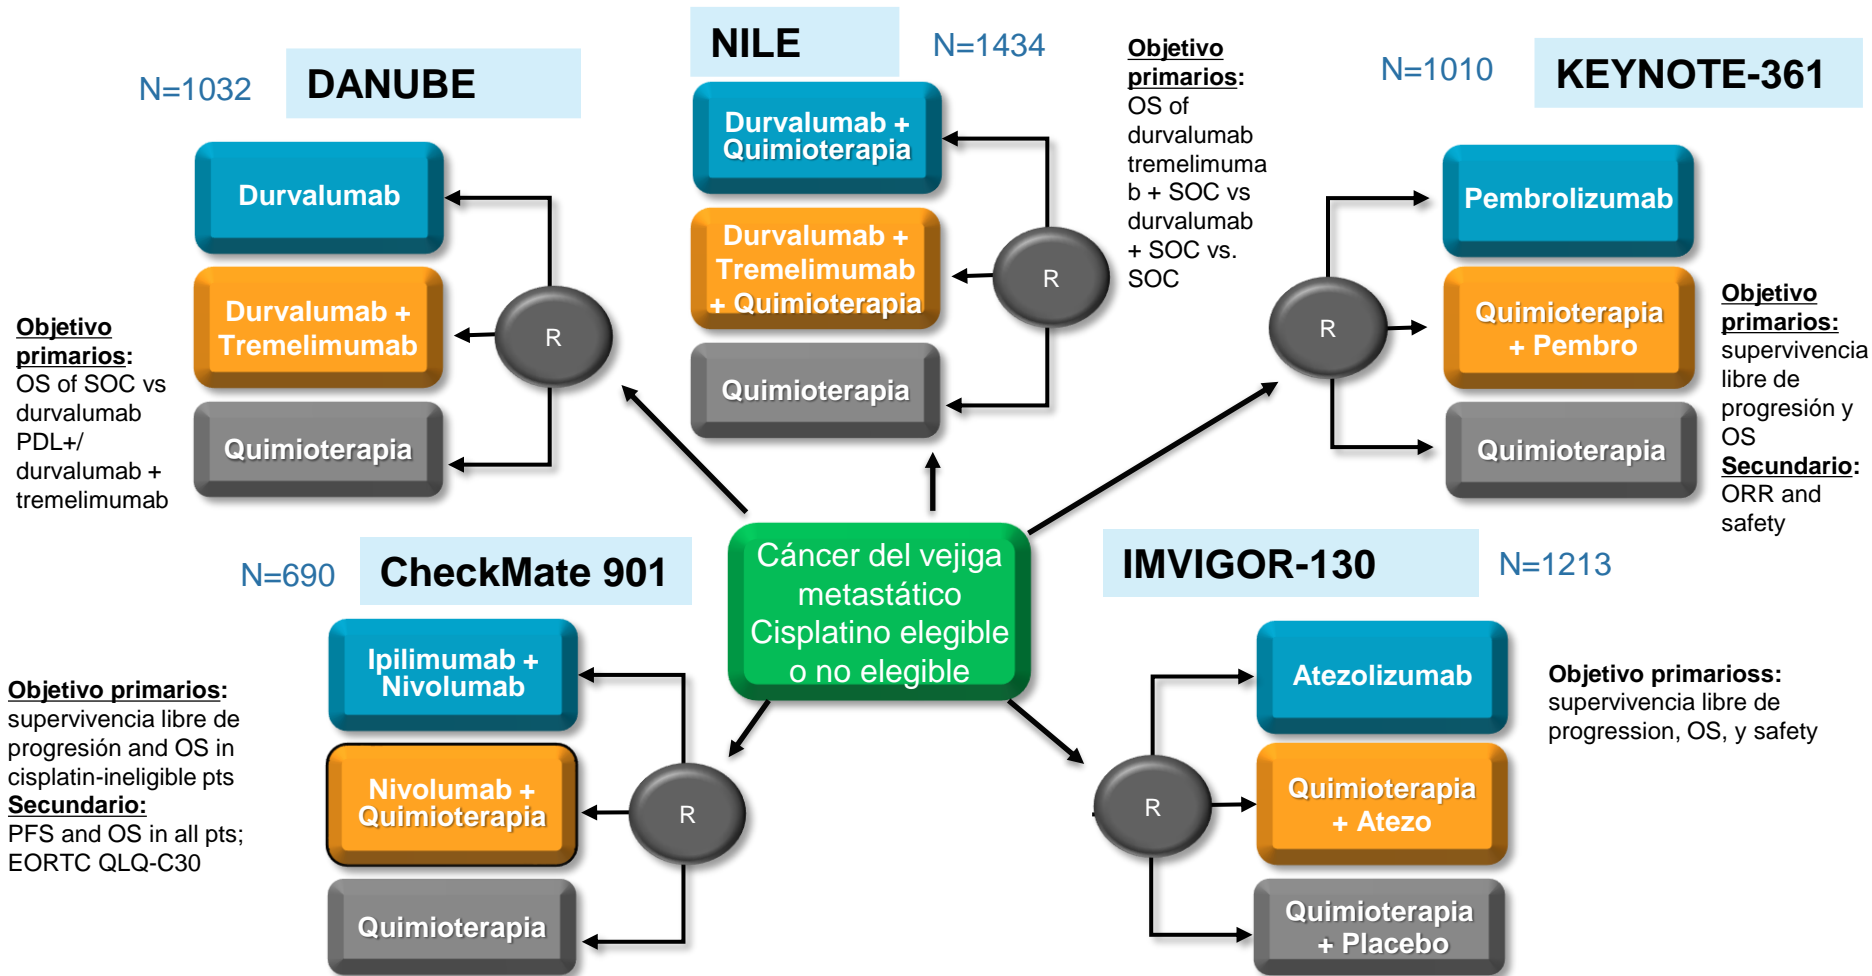 N=1032
DANUBE
Durvalumab
Durvalumab +
Tremelimumab
Quimioterapia
R
Objetivo
primarios:
OS of SOC vs
durvalumab
PDL+/
durvalumab +
tremelimumab
NILE
N=1434
Durvalumab +
Quimioterapia
Durvalumab +
Tremelimumab
+ Quimioterapia
Quimioterapia
R
Objetivo
primarios:
OS of
durvalumab
tremelimuma
b + SOC vs
durvalumab
+ SOC vs.
SOC
N=1010
KEYNOTE-361
R
Pembrolizumab
Quimioterapia
+ Pembro
Quimioterapia
Objetivo
primarios:
supervivencia
libre de
progresión y
OS
Secundario:
ORR and
safety
Cáncer del vejiga
metastático
Cisplatino elegible
o no elegible
N=690
CheckMate 901
Ipilimumab +
Nivolumab
Nivolumab +
Quimioterapia
Quimioterapia
R
Objetivo primarios:
supervivencia libre de
progresión and OS in
cisplatin-ineligible pts
Secundario:
PFS and OS in all pts;
EORTC QLQ-C30
IMVIGOR-130
N=1213
R
Atezolizumab
Quimioterapia
+ Atezo
Quimioterapia
+ Placebo
Objetivo primarioss:
supervivencia libre de
progression, OS, y safety